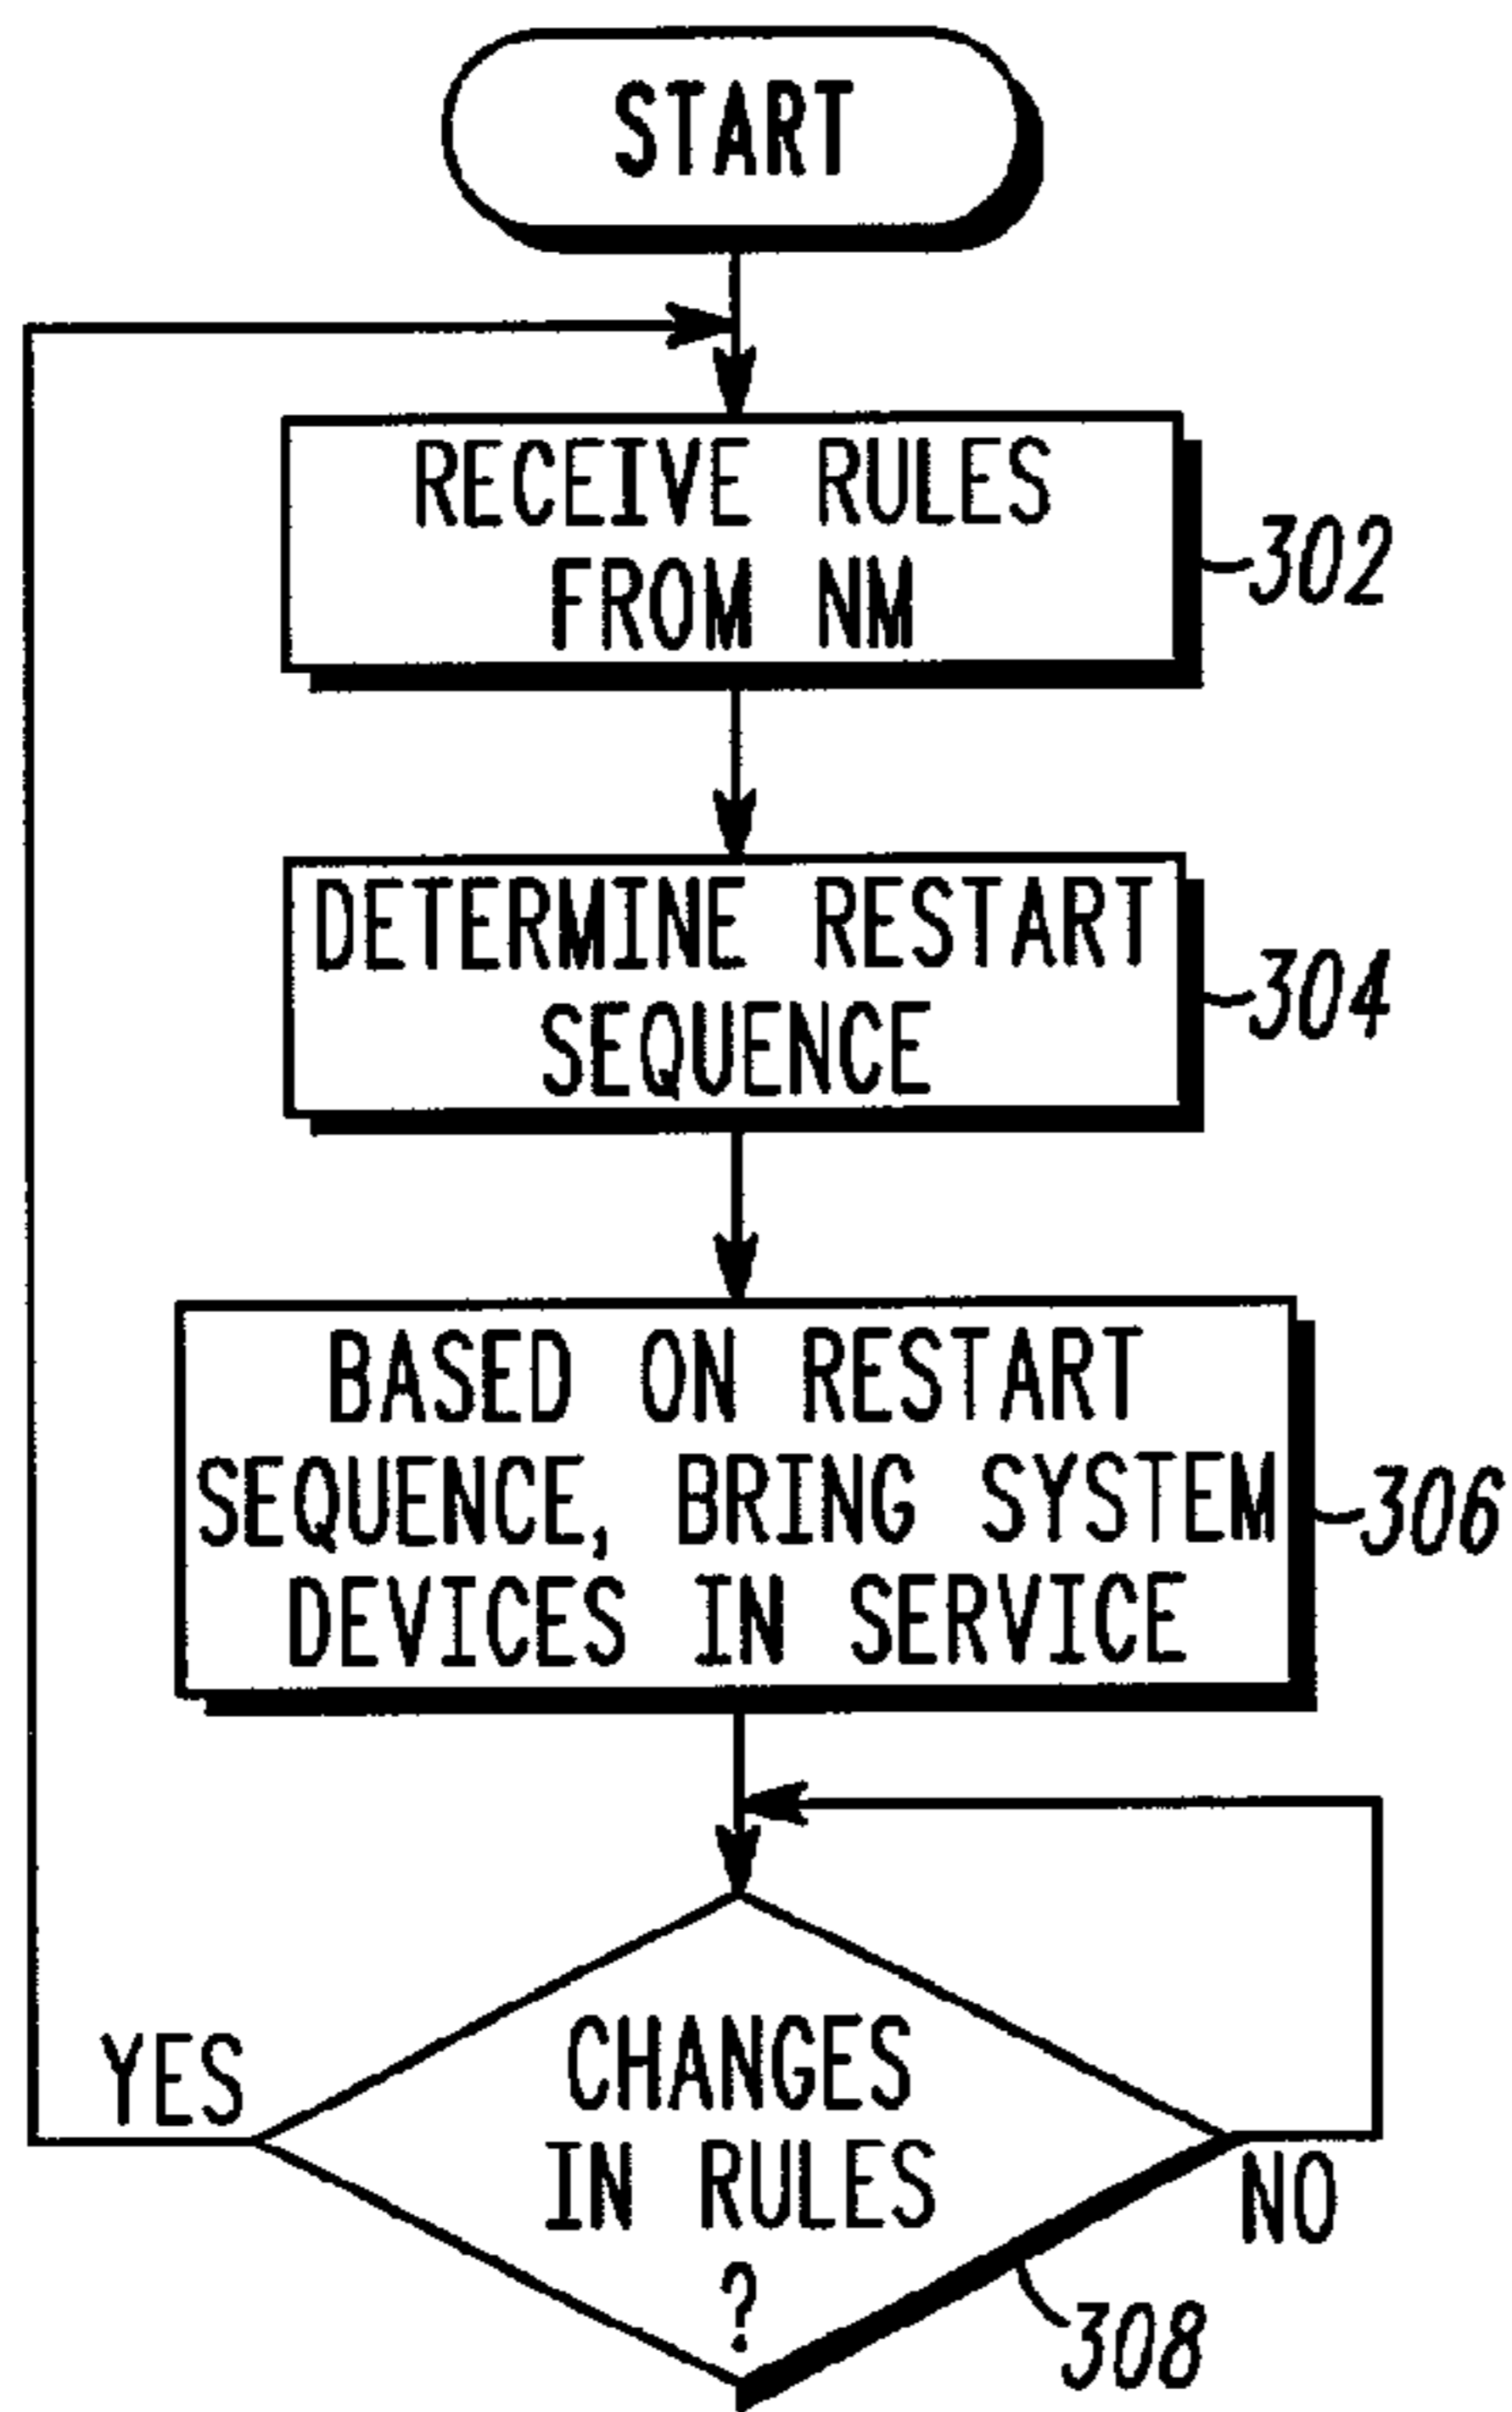 START
RECEIVE RULES
FROM NM
302
DETERMINE RESTART
SEQUENCE
304
BASED ON RESTART
SEQUENCE, BRING SYSTEM
DEVICES IN SERVICE
306
YES
CHANGES
IN RULES
?
NO
308